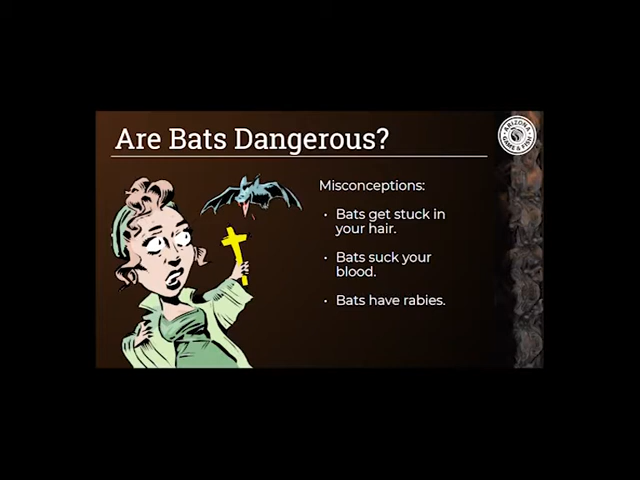 Are Bats Dangerous?
ARIZONA
GAME & FISH
Misconceptions:
· Bats get stuck in
your hair.
· Bats suck your
blood.
· Bats have rabies.